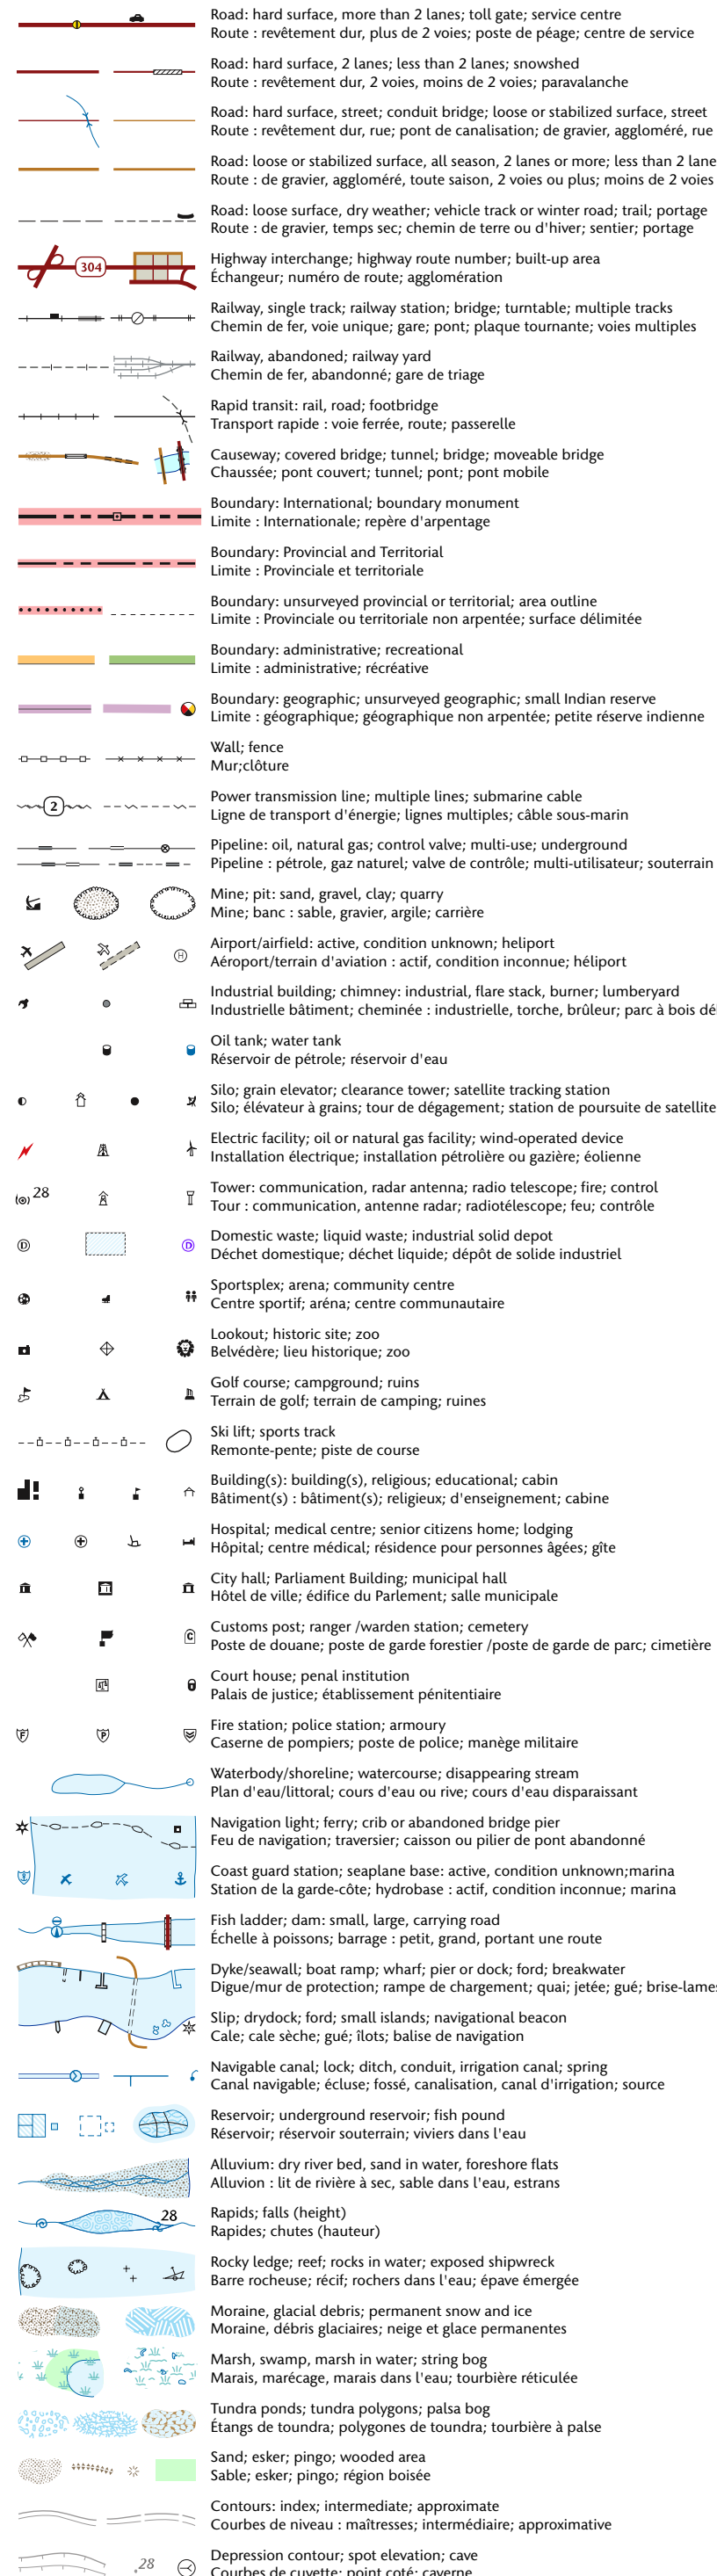 Road: hard surface, more than 2 lanes; toll gate; service centre
Route : revêtement dur, plus de 2 voies; poste de péage; centre de service
Road: hard surface, 2 lanes; less than 2 lanes; snowshed
Route : revêtement dur, 2 voies, moins de 2 voies; paravalanche
Road: hard surface, street; conduit bridge; loose or stabilized surface, street
Route : revêtement dur, rue; pont de canalisation; de gravier, aggloméré, rue
Road: loose or stabilized surface, all season, 2 lanes or more; less than 2 lane
Route : de gravier, aggloméré, toute saison, 2 voies ou plus; moins de 2 voies
Road: loose surface, dry weather; vehicle track or winter road; trail; portage
Route : de gravier, temps sec; chemin de terre ou d'hiver; sentier; portage
304
Highway interchange; highway route number; built-up area
Échangeur; numéro de route; agglomération
Railway, single track; railway station; bridge; turntable; multiple tracks
Chemin de fer, voie unique; gare; pont; plaque tournante; voies multiples
Railway, abandoned; railway yard
Chemin de fer, abandonné; gare de triage
Rapid transit: rail, road; footbridge
Transport rapide : voie ferrée, route; passerelle
Causeway; covered bridge; tunnel; bridge; moveable bridge
Chaussée; pont couvert; tunnel; pont; pont mobile
Boundary: International; boundary monument
Limite : Internationale; repère d'arpentage
Boundary: Provincial and Territorial
Limite : Provinciale et territoriale
Boundary: unsurveyed provincial or territorial; area outline
Limite : Provinciale ou territoriale non arpentée; surface délimitée
Boundary: administrative; recreational
Limite : administrative; récréative
Boundary: geographic; unsurveyed geographic; small Indian reserve
Limite : géographique; géographique non arpentée; petite réserve indienne
Wall; fence
Mur;clôture
2
Power transmission line; multiple lines; submarine cable
Ligne de transport d'énergie; lignes multiples; câble sous-marin
Pipeline: oil, natural gas; control valve; multi-use; underground
Pipeline : pétrole, gaz naturel; valve de contrôle; multi-utilisateur; souterrain
Mine; pit: sand, gravel, clay; quarry
Mine; banc : sable, gravier, argile; carrière
H
Airport/airfield: active, condition unknown; heliport
Aéroport/terrain d'aviation : actif, condition inconnue; héliport
Industrial building; chimney: industrial, flare stack, burner; lumberyard
Industrielle bâtiment; cheminée : industrielle, torche, brûleur; parc à bois dé
Oil tank; water tank
Réservoir de pétrole; réservoir d'eau
Silo; grain elevator; clearance tower; satellite tracking station
Silo; élévateur à grains; tour de dégagement; station de poursuite de satellite
Electric facility; oil or natural gas facility; wind-operated device
Installation électrique; installation pétrolière ou gazière; éolienne
28
Tower: communication, radar antenna; radio telescope; fire; control
Tour : communication, antenne radar; radiotélescope; feu; contrôle
D
D
Domestic waste; liquid waste; industrial solid depot
Déchet domestique; déchet liquide; dépôt de solide industriel
Sportsplex; arena; community centre
Centre sportif; aréna; centre communautaire
Lookout; historic site; zoo
Belvédère; lieu historique; zoo
Golf course; campground; ruins
Terrain de golf; terrain de camping; ruines
Ski lift; sports track
Remonte-pente; piste de course
Building(s): building(s), religious; educational; cabin
Bâtiment(s) : bâtiment(s); religieux; d'enseignement; cabine
Hospital; medical centre; senior citizens home; lodging
Hôpital; centre médical; résidence pour personnes âgées; gîte
City hall; Parliament Building; municipal hall
Hôtel de ville; édifice du Parlement; salle municipale
C
Customs post; ranger /warden station; cemetery
Poste de douane; poste de garde forestier /poste de garde de parc; cimetière
Court house; penal institution
Palais de justice; établissement pénitentiaire
F
P
Fire station; police station; armoury
Caserne de pompiers; poste de police; manège militaire
Waterbody/shoreline; watercourse; disappearing stream
Plan d'eau/littoral; cours d'eau ou rive; cours d'eau disparaissant
Navigation light; ferry; crib or abandoned bridge pier
Feu de navigation; traversier; caisson ou pilier de pont abandonné
Coast guard station; seaplane base: active, condition unknown;marina
Station de la garde-côte; hydrobase : actif, condition inconnue; marina
Fish ladder; dam: small, large, carrying road
Échelle à poissons; barrage : petit, grand, portant une route
Dyke/seawall; boat ramp; wharf; pier or dock; ford; breakwater
Digue/mur de protection; rampe de chargement; quai; jetée; gué; brise-lames
Slip; drydock; ford; small islands; navigational beacon
Cale; cale sèche; gué; îlots; balise de navigation
Navigable canal; lock; ditch, conduit, irrigation canal; spring
Canal navigable; écluse; fossé, canalisation, canal d'irrigation; source
Reservoir; underground reservoir; fish pound
Réservoir; réservoir souterrain; viviers dans l'eau
Alluvium: dry river bed, sand in water, foreshore flats
Alluvion : lit de rivière à sec, sable dans l'eau, estrans
28
Rapids; falls (height)
Rapides; chutes (hauteur)
Rocky ledge; reef; rocks in water; exposed shipwreck
Barre rocheuse; récif; rochers dans l'eau; épave émergée
Moraine, glacial debris; permanent snow and ice
Moraine, débris glaciaires; neige et glace permanentes
Marsh, swamp, marsh in water; string bog
Marais, marécage, marais dans l'eau; tourbière réticulée
Tundra ponds; tundra polygons; palsa bog
Étangs de toundra; polygones de toundra; tourbière à palse
Sand; esker; pingo; wooded area
Sable; esker; pingo; région boisée
Contours: index; intermediate; approximate
Courbes de niveau : maîtresses; intermédiaire; approximative
.28
Depression contour; spot elevation; cave
Courbes de cuvette; point coté; caverne